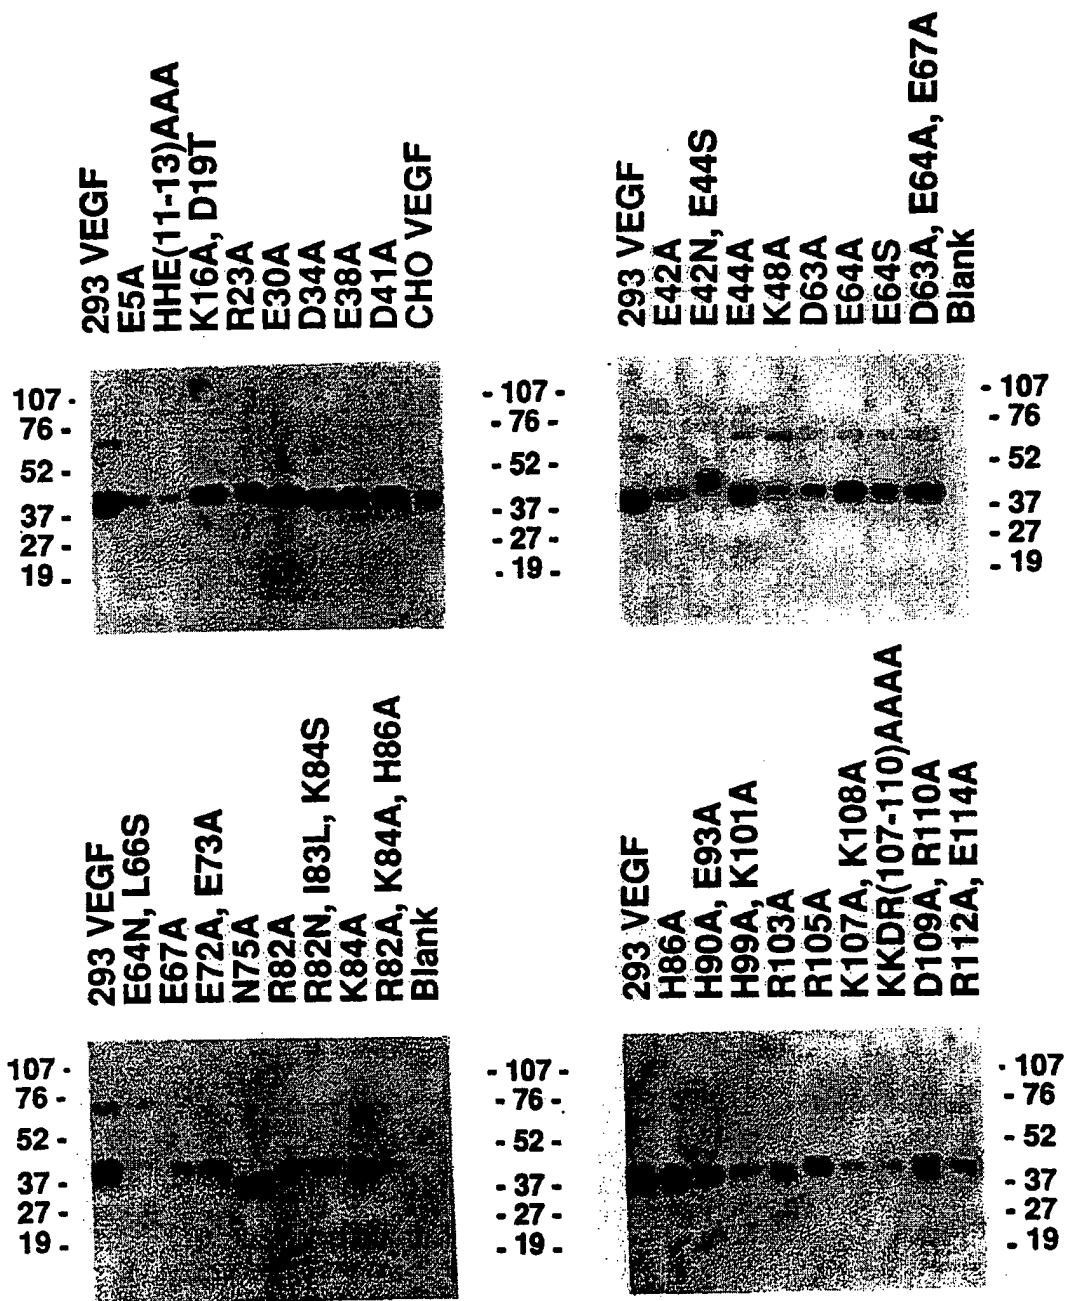 293 VEGF
E5A
HHE(11-13)AAA
K16A, D19T
R23A
E30A
D34A
E38A
D41A
CHO VEGF
293 VEGF
E42A
E42N, E44S
E44A
K48A
D63A
E64A
E64S
D63A, E64A, E67A
Blank
107 -
76 -
52 -
37 -
27 -
19 -
- 107 -
- 76 -
- 52 -
- 37 -
- 27 -
- 19 -
- 107
- 76
- 52
- 37
- 27
- 19
293 VEGF
E64N, L66S
E67A
E72A, E73A
N75A
R82A
R82N, I83L, K84S
K84A
R82A, K84A, H86A
Blank
293 VEGF
H86A
H90A, E93A
H99A, K101A
R103A
R105A
K107A, K108A
KKDR(107-110)AAAA
D109A, R110A
R112A, E114A
107 -
76 -
52 -
37 -
27 -
19 -
- 107 -
- 76 -
- 52 -
- 37 -
- 27 -
- 19 -
- 107
- 76
- 52
- 37
- 27
- 19